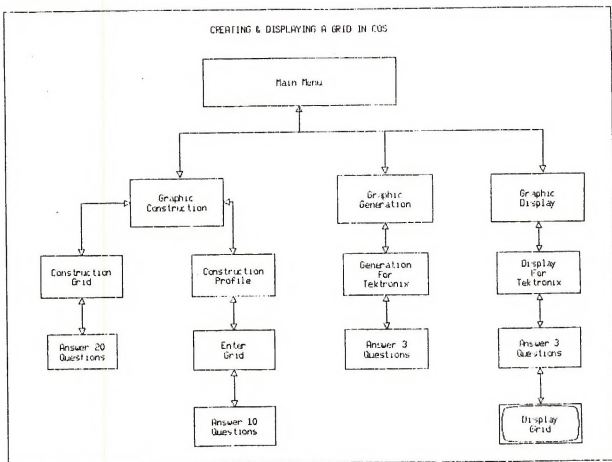 CREATING & DISPLAYING A GRID IN CGS
Main Menu
Graphic
Construction
Graphic
Generation
Graphic
Display
Construction
Grid
Construction
Profile
Generation
For
Tektronix
Display
For
Tektronix
Answer 20
Questions
Enter
Grid
Answer 3
Questions
Answer 3
Questions
Answer 10
Questions
Display
Grid